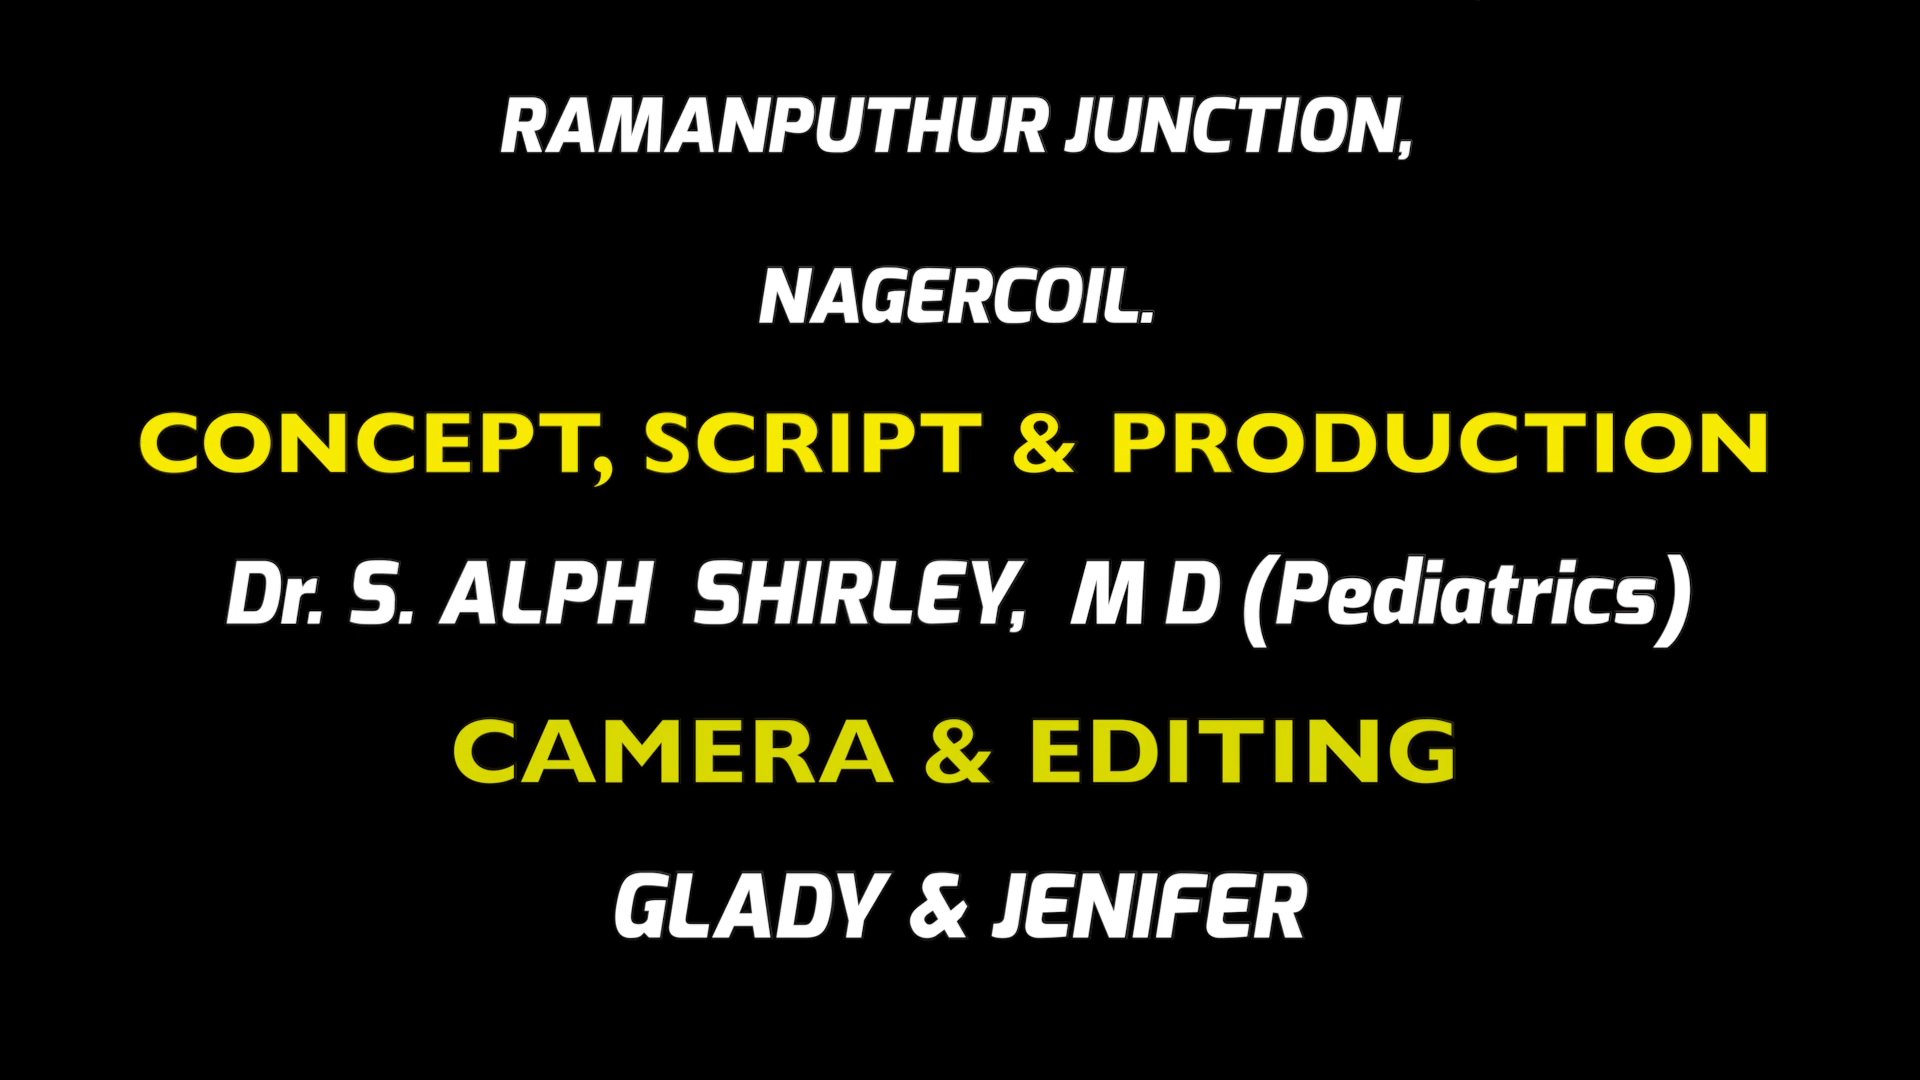 RAMANPUTHUR JUNCTION,
NAGERCOIL.
CONCEPT, SCRIPT & PRODUCTION
Dr. S. ALPH SHIRLEY, M D (Pediatrics)
CAMERA & EDITING
GLADY & JENIFER